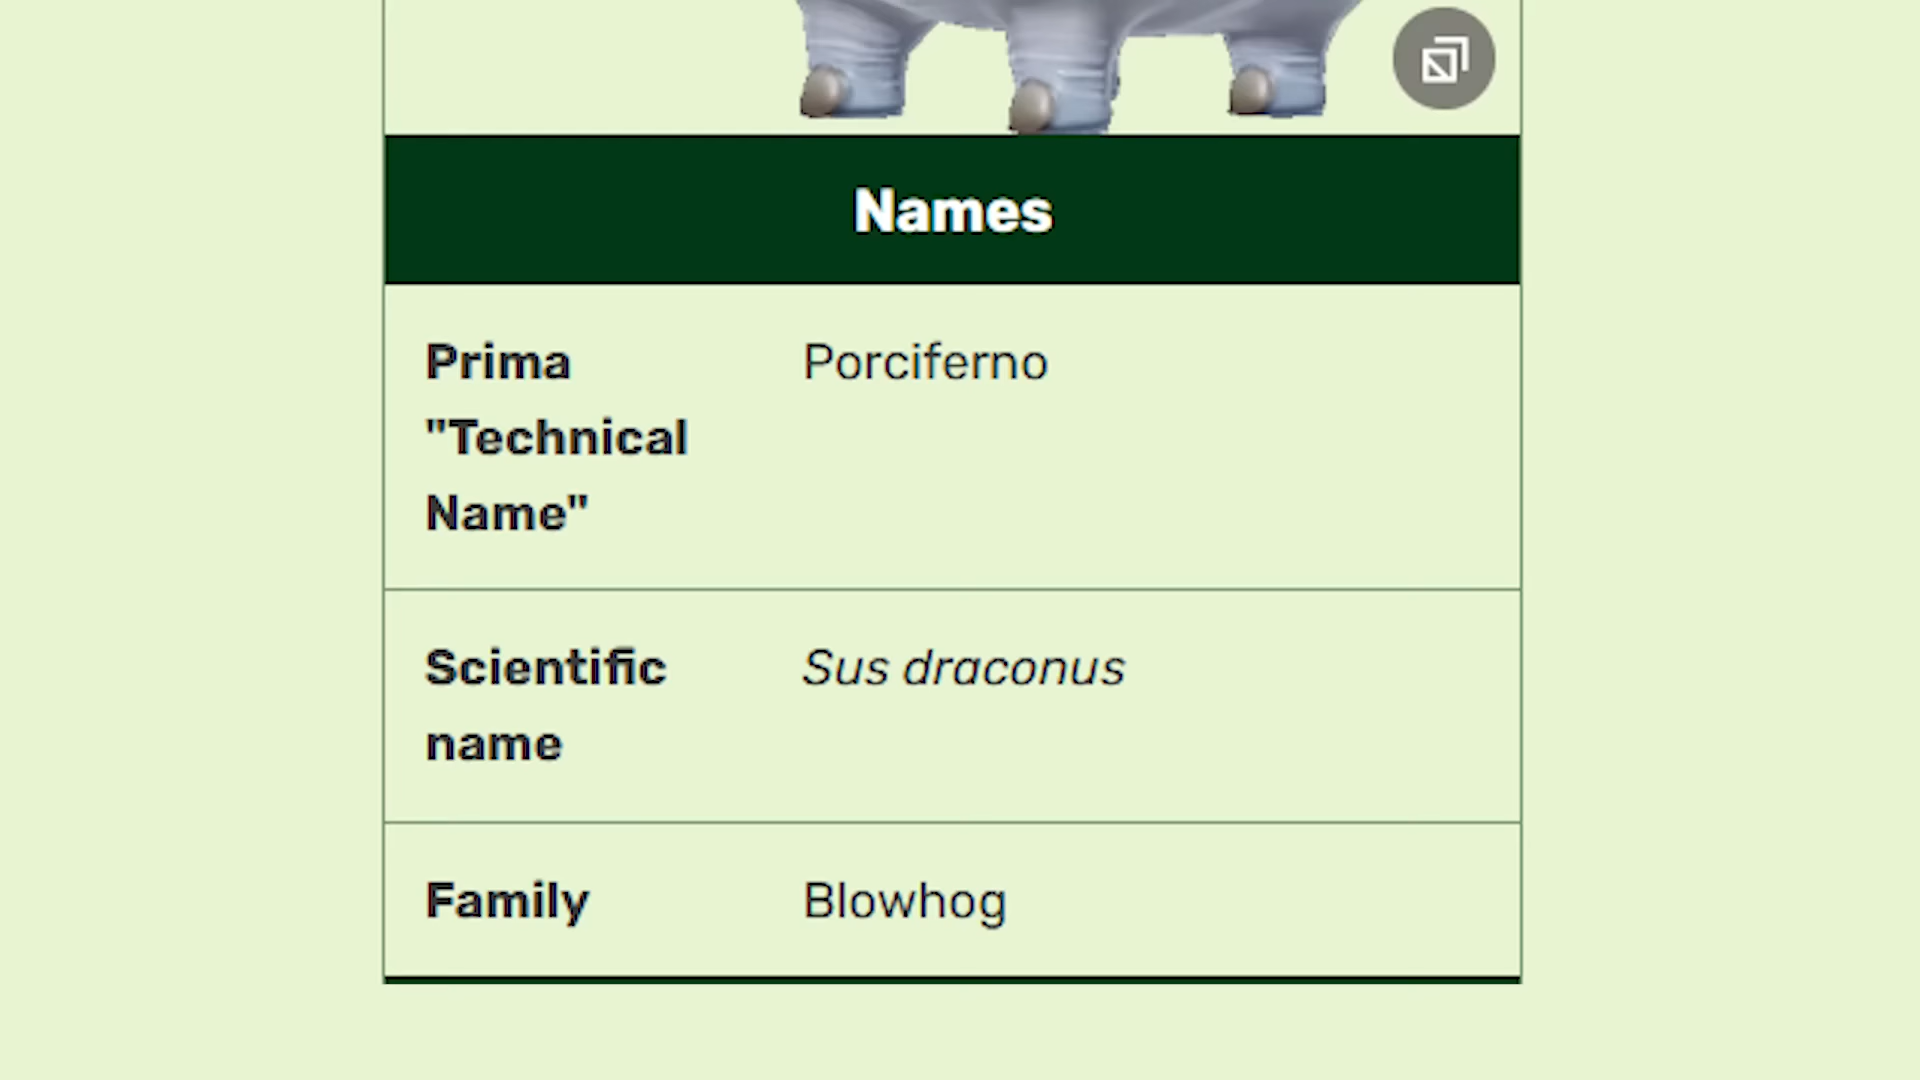 Names
Prima
"Technical
Name"
Porciferno
Scientific
name
Sus draconus
Family
Blowhog